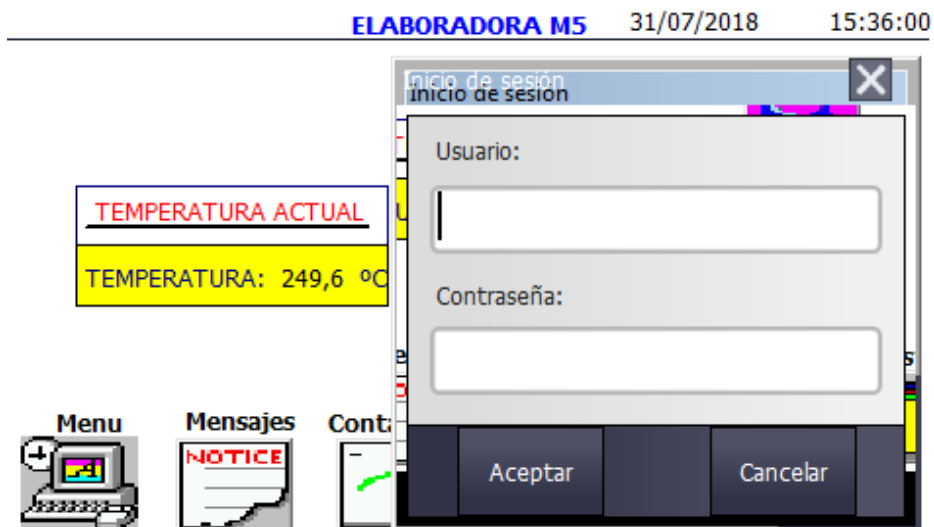 ELABORADORA M5 31/07/2018 15:36:00
Inicio de sesión
Inicio de sesión
Usuario:
TEMPERATURA ACTUAL
TEMPERATURA: 249,6 ºC
Contraseña:
Menu Mensajes
NOTICE
Aceptar Cancelar